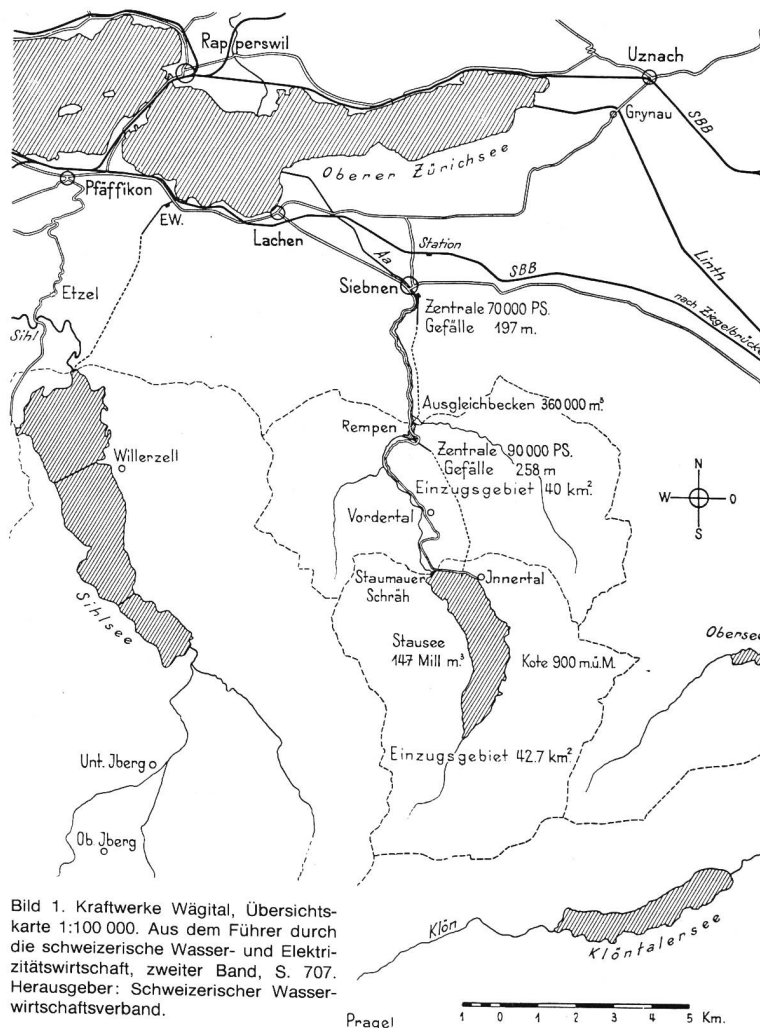 Rapperswil
Uznach
Grynau
SBB
Oberer Zürichsee
Pfäffikon
EW.
Lachen
Station
Aa
SBB
Linth
nach Ziegelbrücke
Etzel
Siebnen
Zentrale 70 000 PS.
Gefälle 197 m.
Sihl
Ausgleichbecken 360 000 m³.
Rempen
Zentrale 90 000 PS.
Gefälle 258 m
Einzugsgebiet 40 km².
Willerzell
N
W O
S
Vordertal
Staumauer
Schräh
Jnnertal
Sihlsee
Stausee
147 Mill m³
Kote 900 m.ü.M.
Obersee
Unt. Jberg
Einzugsgebiet 42.7 km²
Ob. Jberg
Klön
Klöntalersee
Pragel
1 0 1 2 3 4 5 Km.
Bild 1. Kraftwerke Wägital, Übersichts-
karte 1:100 000. Aus dem Führer durch
die schweizerische Wasser- und Elektri-
zitätswirtschaft, zweiter Band, S. 707.
Herausgeber: Schweizerischer Wasser-
wirtschaftsverband.